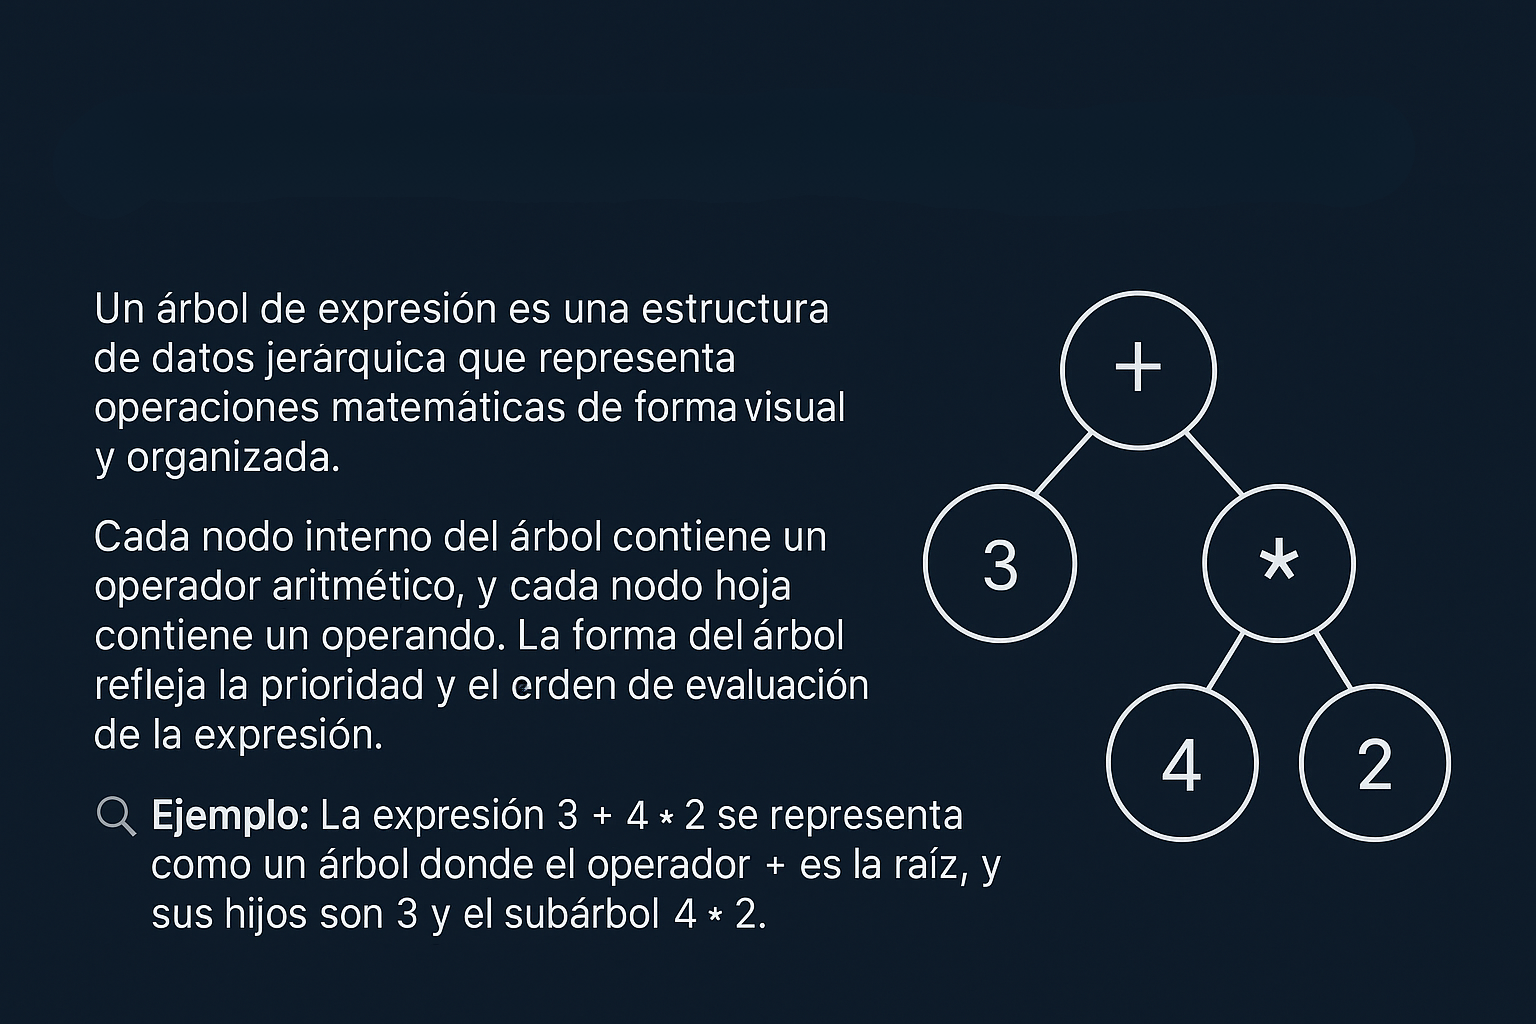 Un árbol de expresión es una estructura
de datos jerárquica que representa
operaciones matemáticas de forma visual
y organizada.
Cada nodo interno del árbol contiene un
operador aritmético, y cada nodo hoja
contiene un operando. La forma del árbol
refleja la prioridad y el orden de evaluación
de la expresión.
Ejemplo: La expresión 3 + 4 * 2 se representa
como un árbol donde el operador + es la raíz, y
sus hijos son 3 y el subárbol 4 * 2.
+
3
*
4
2